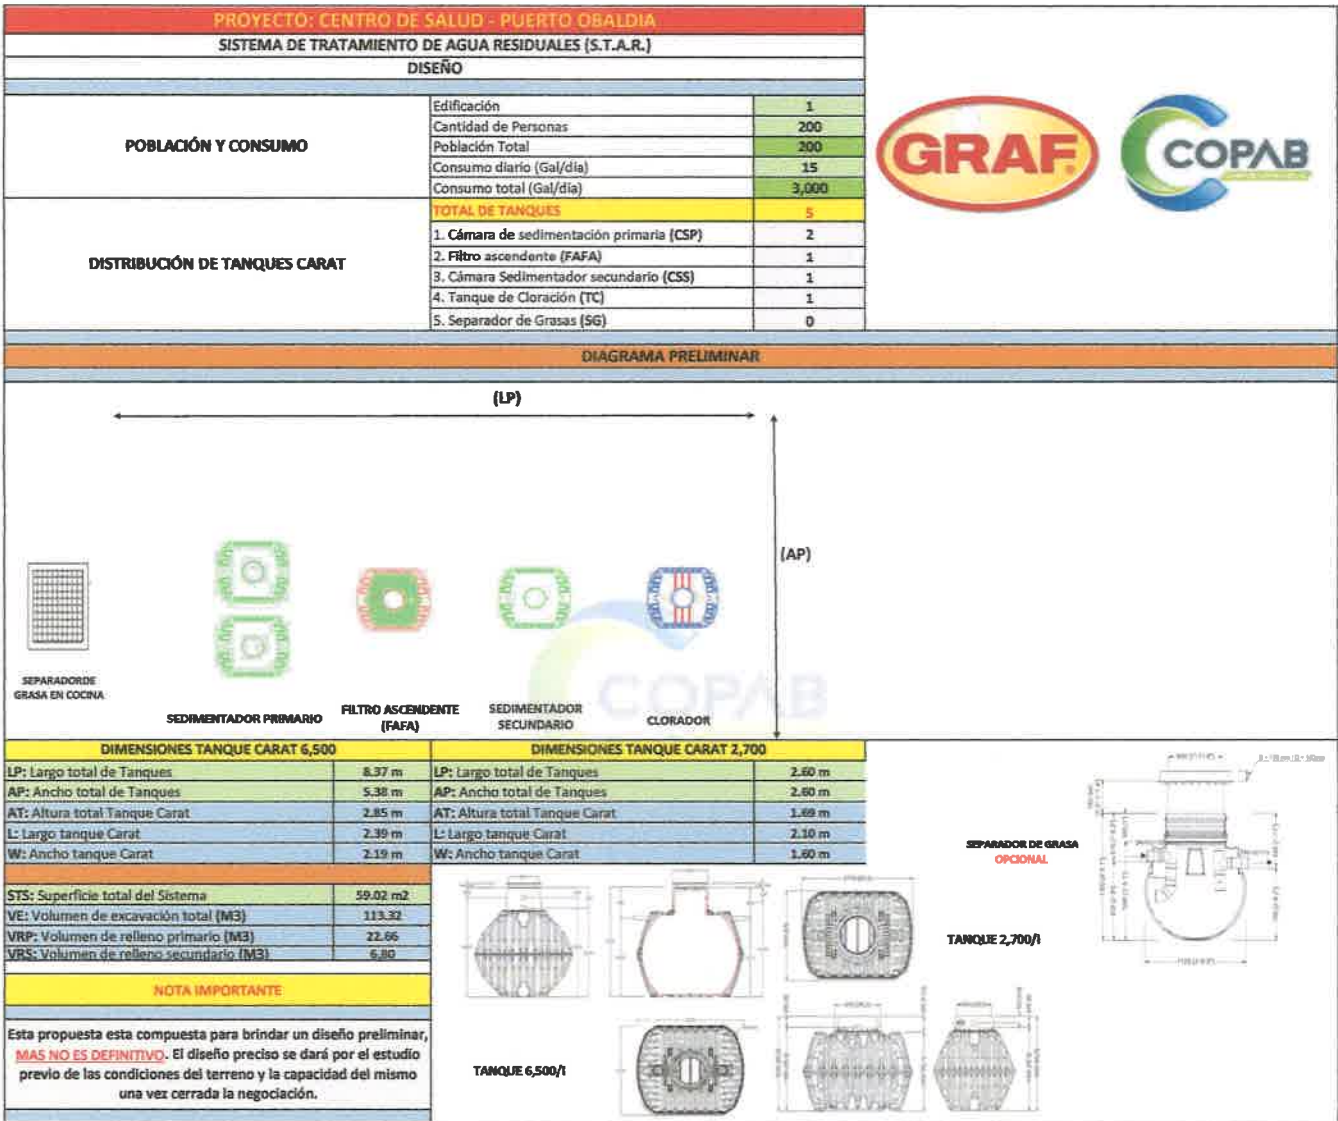 PROYECTO: CENTRO DE SALUD - PUERTO OBALDIA
SISTEMA DE TRATAMIENTO DE AGUA RESIDUALES (S.T.A.R.)
DISEÑO
POBLACIÓN Y CONSUMO
Edificación 1
Cantidad de Personas 200
Población Total 200
Consumo diario (Gal/día) 15
Consumo total (Gal/día) 3,000
GRAF
COPAB
DISTRIBUCIÓN DE TANQUES CARAT
TOTAL DE TANQUES 5
1. Cámara de sedimentación primaria (CSP) 2
2. Filtro ascendente (FAFA) 1
3. Cámara Sedimentador secundario (CSS) 1
4. Tanque de Cloración (TC) 1
5. Separador de Grasas (SG) 0
DIAGRAMA PRELIMINAR
(LP)
(AP)
SEPARADORDE
GRASA EN COCINA
SEDIMENTADOR PRIMARIO
FILTRO ASCENDENTE
(FAFA)
SEDIMENTADOR
SECUNDARIO
CLORADOR
COPAB
DIMENSIONES TANQUE CARAT 6,500
LP: Largo total de Tanques 8.37 m
AP: Ancho total de Tanques 5.38 m
AT: Altura total Tanque Carat 2.85 m
L: Largo tanque Carat 2.39 m
W: Ancho tanque Carat 2.19 m
DIMENSIONES TANQUE CARAT 2,700
LP: Largo total de Tanques 2.60 m
AP: Ancho total de Tanques 2.60 m
AT: Altura total Tanque Carat 1.69 m
L: Largo tanque Carat 2.10 m
W: Ancho tanque Carat 1.60 m
STS: Superficie total del Sistema 59.02 m2
VE: Volumen de excavación total (M3) 113.32
VRP: Volumen de relleno primario (M3) 22.66
VRS: Volumen de relleno secundario (M3) 6.80
NOTA IMPORTANTE
Esta propuesta esta compuesta para brindar un diseño preliminar,
MAS NO ES DEFINITIVO. El diseño preciso se dará por el estudio
previo de las condiciones del terreno y la capacidad del mismo
una vez cerrada la negociación.
SEPARADOR DE GRASA
OPCIONAL
TANQUE 2,700/l
TANQUE 6,500/l